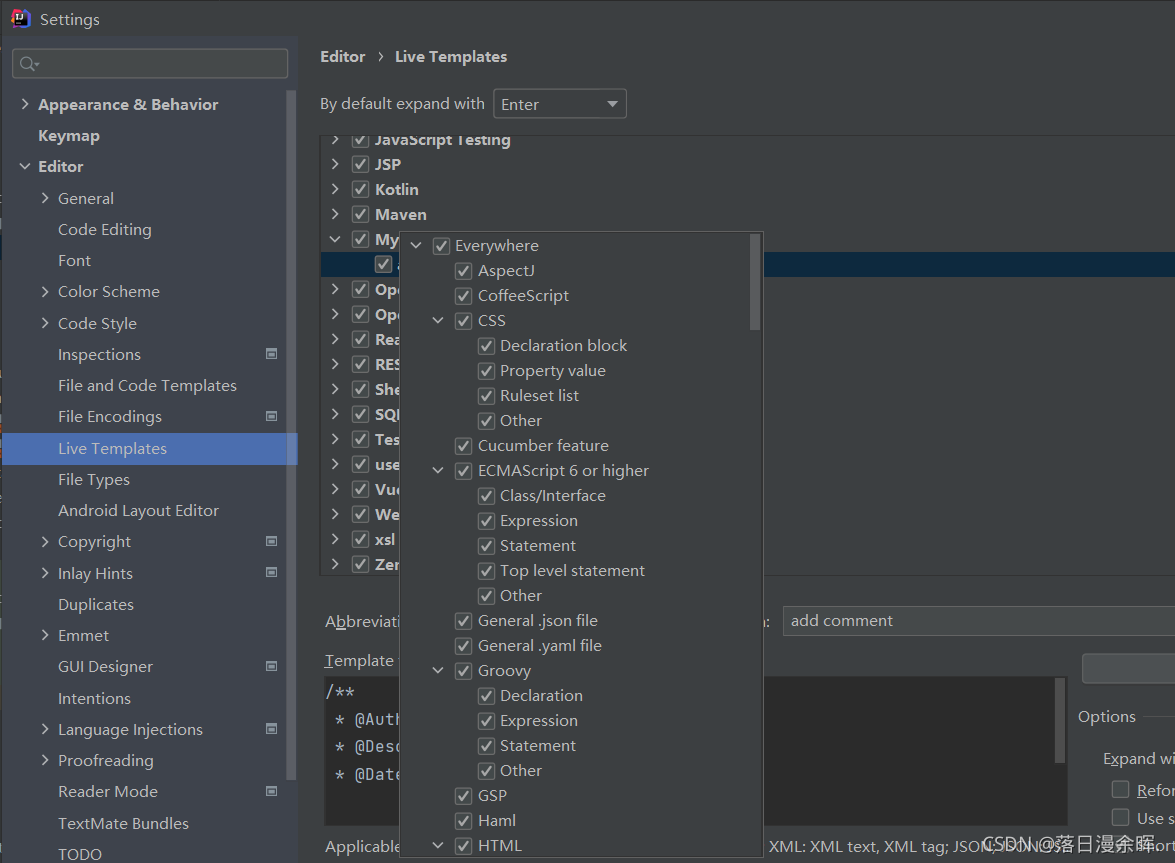 Settings
Appearance & Behavior
Keymap
Editor
General
Code Editing
Font
Color Scheme
Code Style
Inspections
File and Code Templates
File Encodings
Live Templates
File Types
Android Layout Editor
Copyright
Inlay Hints
Duplicates
Emmet
GUI Designer
Intentions
Language Injections
Proofreading
Reader Mode
TextMate Bundles
TODO
Editor › Live Templates
By default expand with Enter
JavaScript Testing
JSP
Kotlin
Maven
My
Ope
Ope
Rea
RES
She
SQL
Tes
use
Vue
We
xsl
Zen
Everywhere
AspectJ
CoffeeScript
CSS
Declaration block
Property value
Ruleset list
Other
Cucumber feature
ECMAScript 6 or higher
Class/Interface
Expression
Statement
Top level statement
Other
General .json file
General .yaml file
Groovy
Declaration
Expression
Statement
Other
GSP
Haml
HTML
Abbreviati
: add comment
Template
/**
* @Auth
* @Desc
* @Date
Options
Expand wi
Refor
Use s
Applicable
XML: XML text, XML tag; JSON
CSDN @落日漫余晖